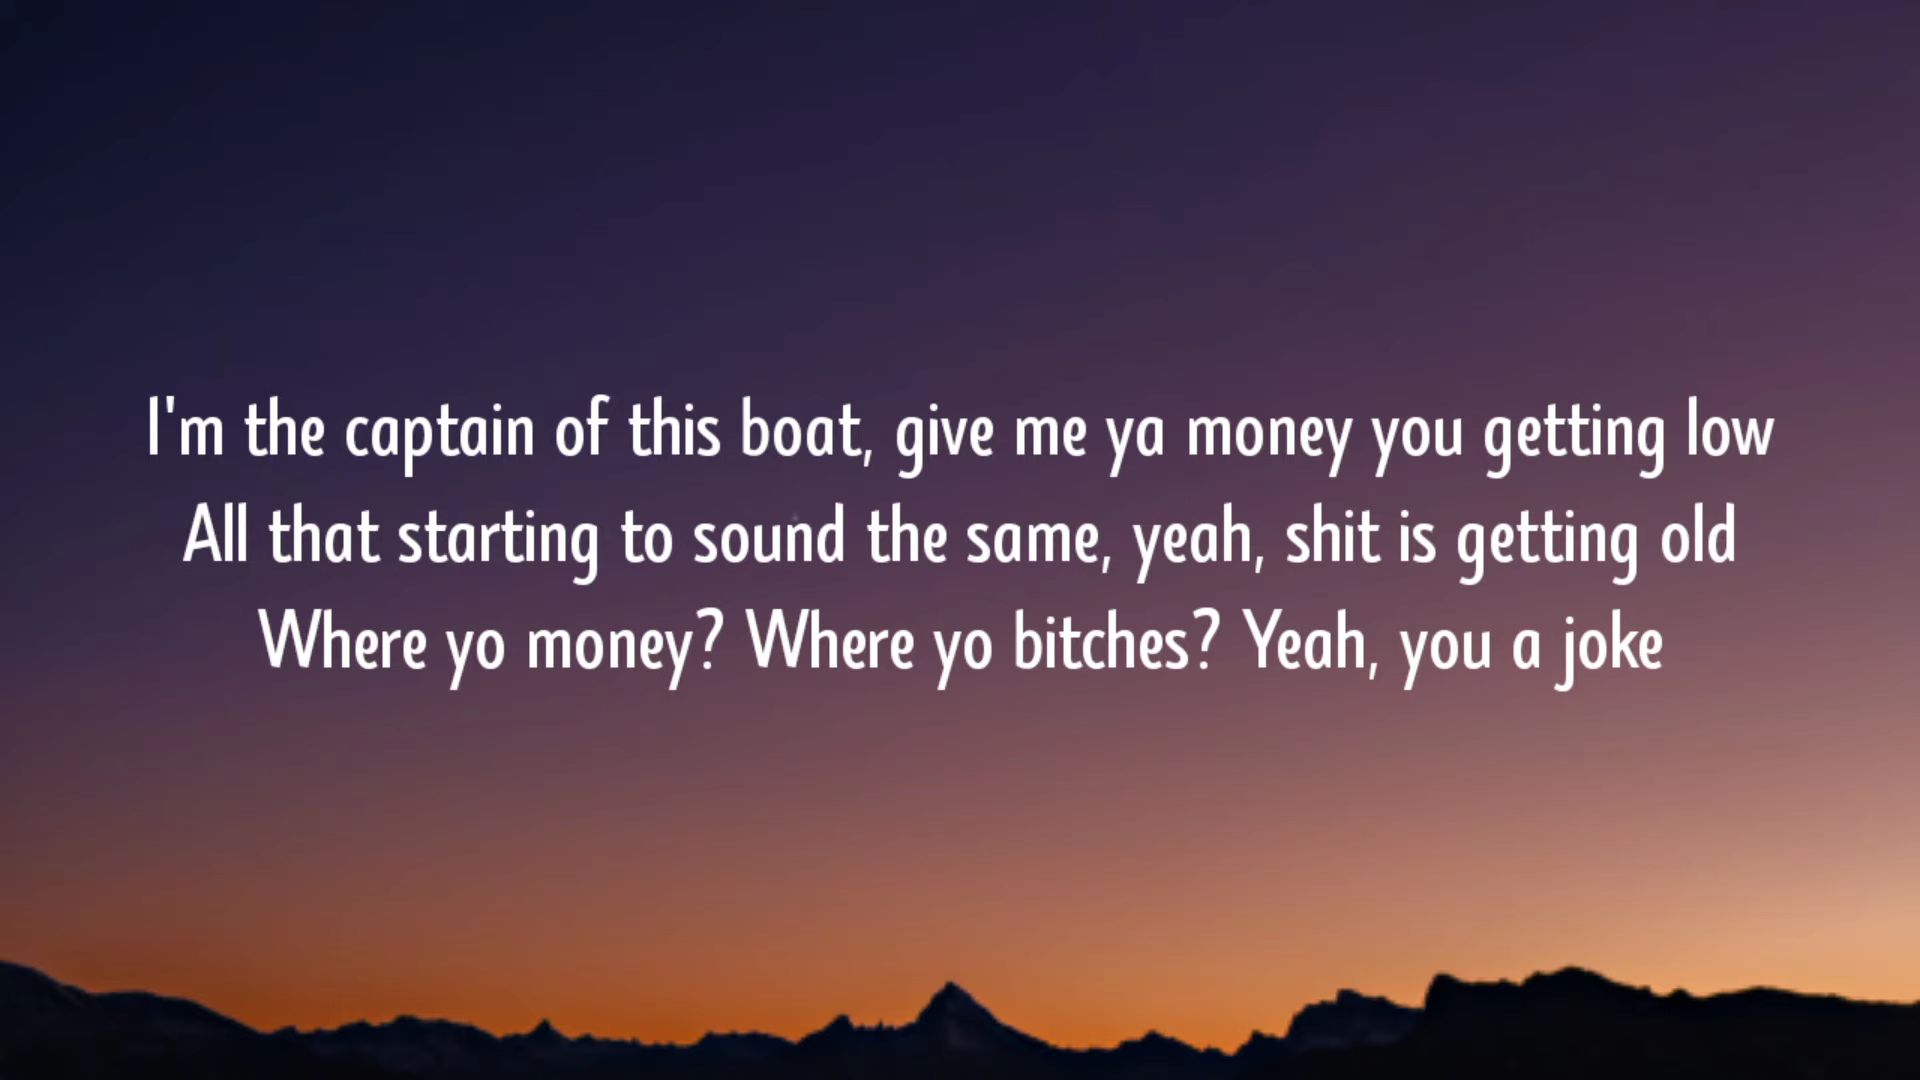 I'm the captain of this boat, give me ya money you getting low
All that starting to sound the same, yeah, shit is getting old
Where yo money? Where yo bitches? Yeah, you a joke